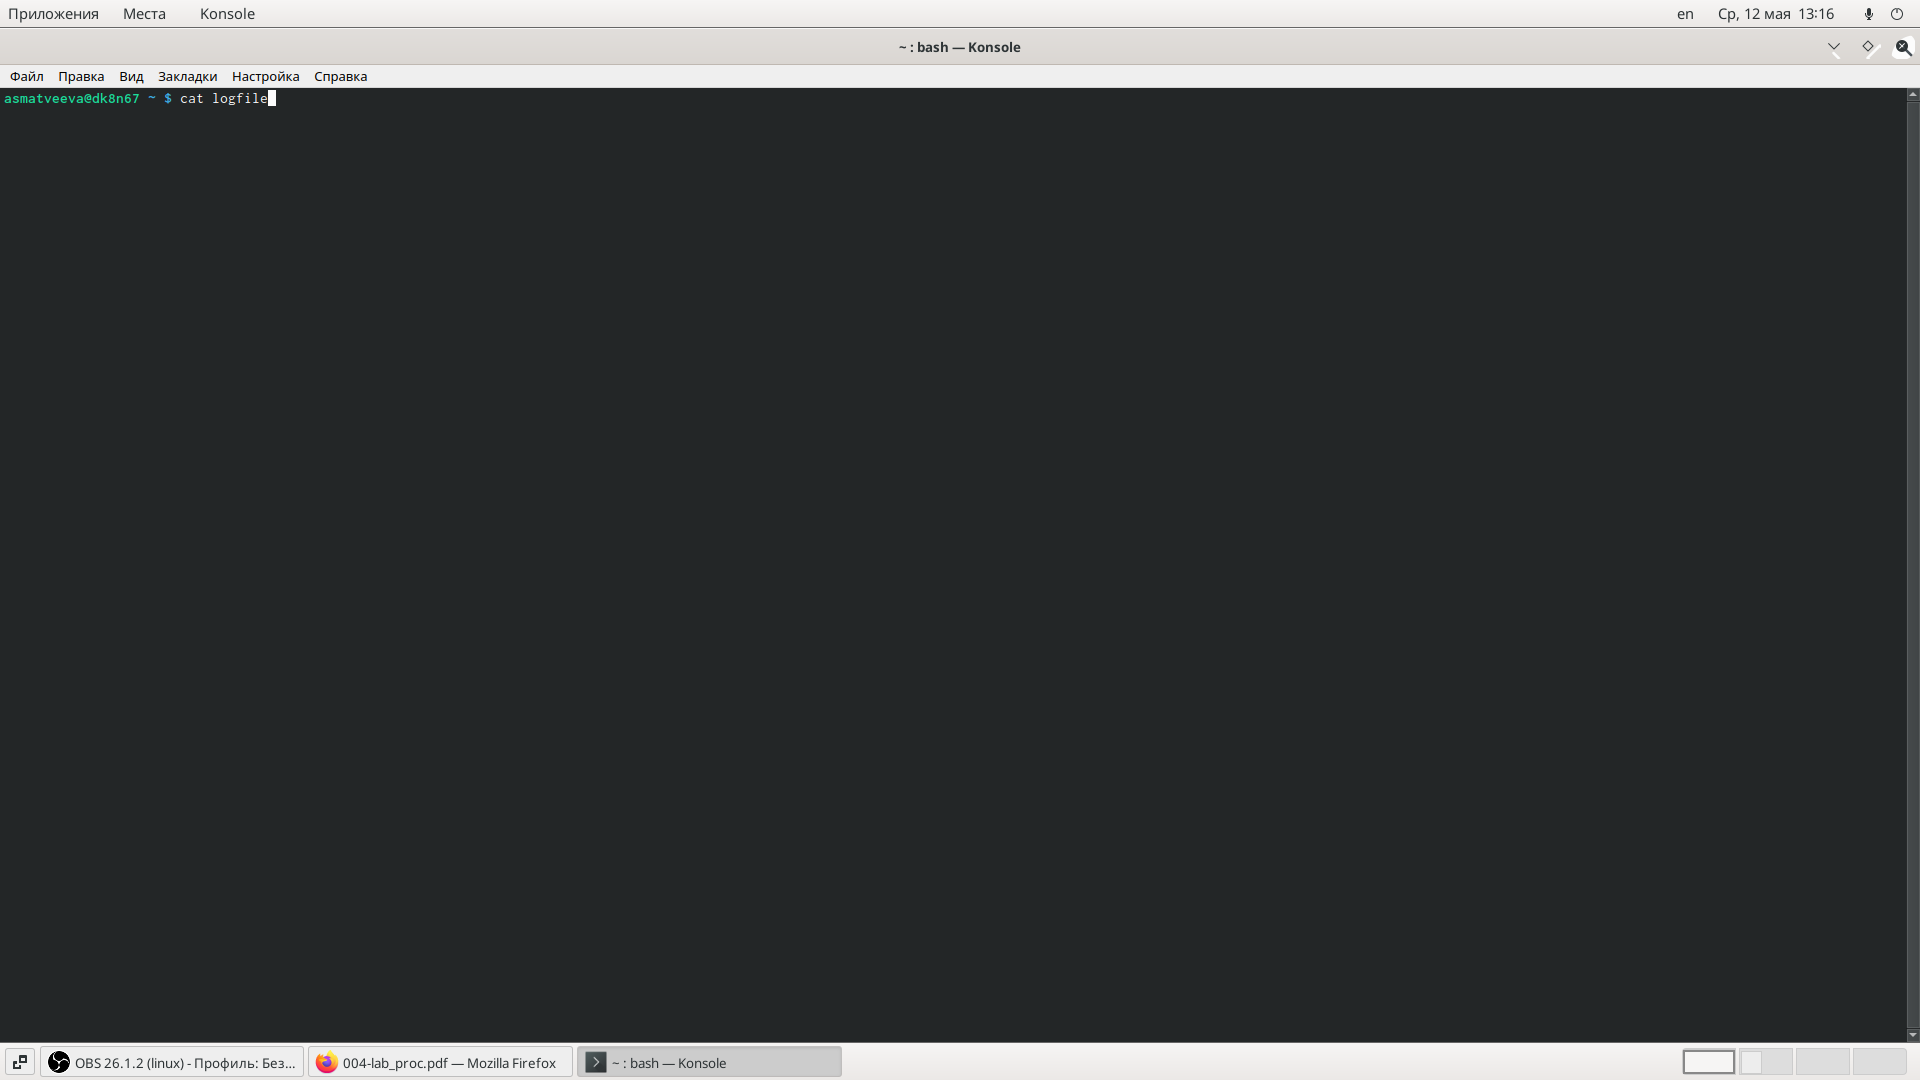 Приложения Места Konsole en Ср, 12 мая 13:16
~ : bash — Konsole
Файл Правка Вид Закладки Настройка Справка
asmatveeva@dk8n67 ~ $ cat logfile
OBS 26.1.2 (linux) - Профиль: Без... 004-lab_proc.pdf — Mozilla Firefox ~ : bash — Konsole